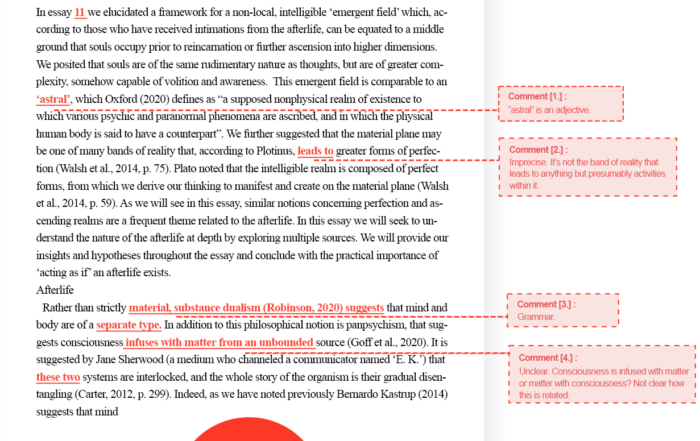 In essay 11 we elucidated a framework for a non-local, intelligible ‘emergent field’ which, ac-
cording to those who have received intimations from the afterlife, can be equated to a middle
ground that souls occupy prior to reincarnation or further ascension into higher dimensions.
We posited that souls are of the same rudimentary nature as thoughts, but are of greater com-
plexity, somehow capable of volition and awareness. This emergent field is comparable to an
‘astral’, which Oxford (2020) defines as “a supposed nonphysical realm of existence to
which various psychic and paranormal phenomena are ascribed, and in which the physical
human body is said to have a counterpart”. We further suggested that the material plane may
be one of many bands of reality that, according to Plotinus, leads to greater forms of perfec-
tion (Walsh et al., 2014, p. 75). Plato noted that the intelligible realm is composed of perfect
forms, from which we derive our thinking to manifest and create on the material plane (Walsh
et al., 2014, p. 59). As we will see in this essay, similar notions concerning perfection and as-
cending realms are a frequent theme related to the afterlife. In this essay we will seek to un-
derstand the nature of the afterlife at depth by exploring multiple sources. We will provide our
insights and hypotheses throughout the essay and conclude with the practical importance of
‘acting as if’ an afterlife exists.
Afterlife
Rather than strictly material, substance dualism (Robinson, 2020) suggests that mind and
body are of a separate type. In addition to this philosophical notion is panpsychism, that sug-
gests consciousness infuses with matter from an unbounded source (Goff et al., 2020). It is
suggested by Jane Sherwood (a medium who channeled a communicator named ‘E. K.’) that
these two systems are interlocked, and the whole story of the organism is their gradual disen-
tangling (Carter, 2012, p. 299). Indeed, as we have noted previously Bernardo Kastrup (2014)
suggests that mind
Comment [1.] :
“astral” is an adjective.
Comment [2.] :
Imprecise. It’s not the band of reality that
leads to anything but presumably activities
within it.
Comment [3.] :
Grammar.
Comment [4.] :
Unclear. Consciousness is infused with matter
or matter with consciousness? Not clear how
this is related.